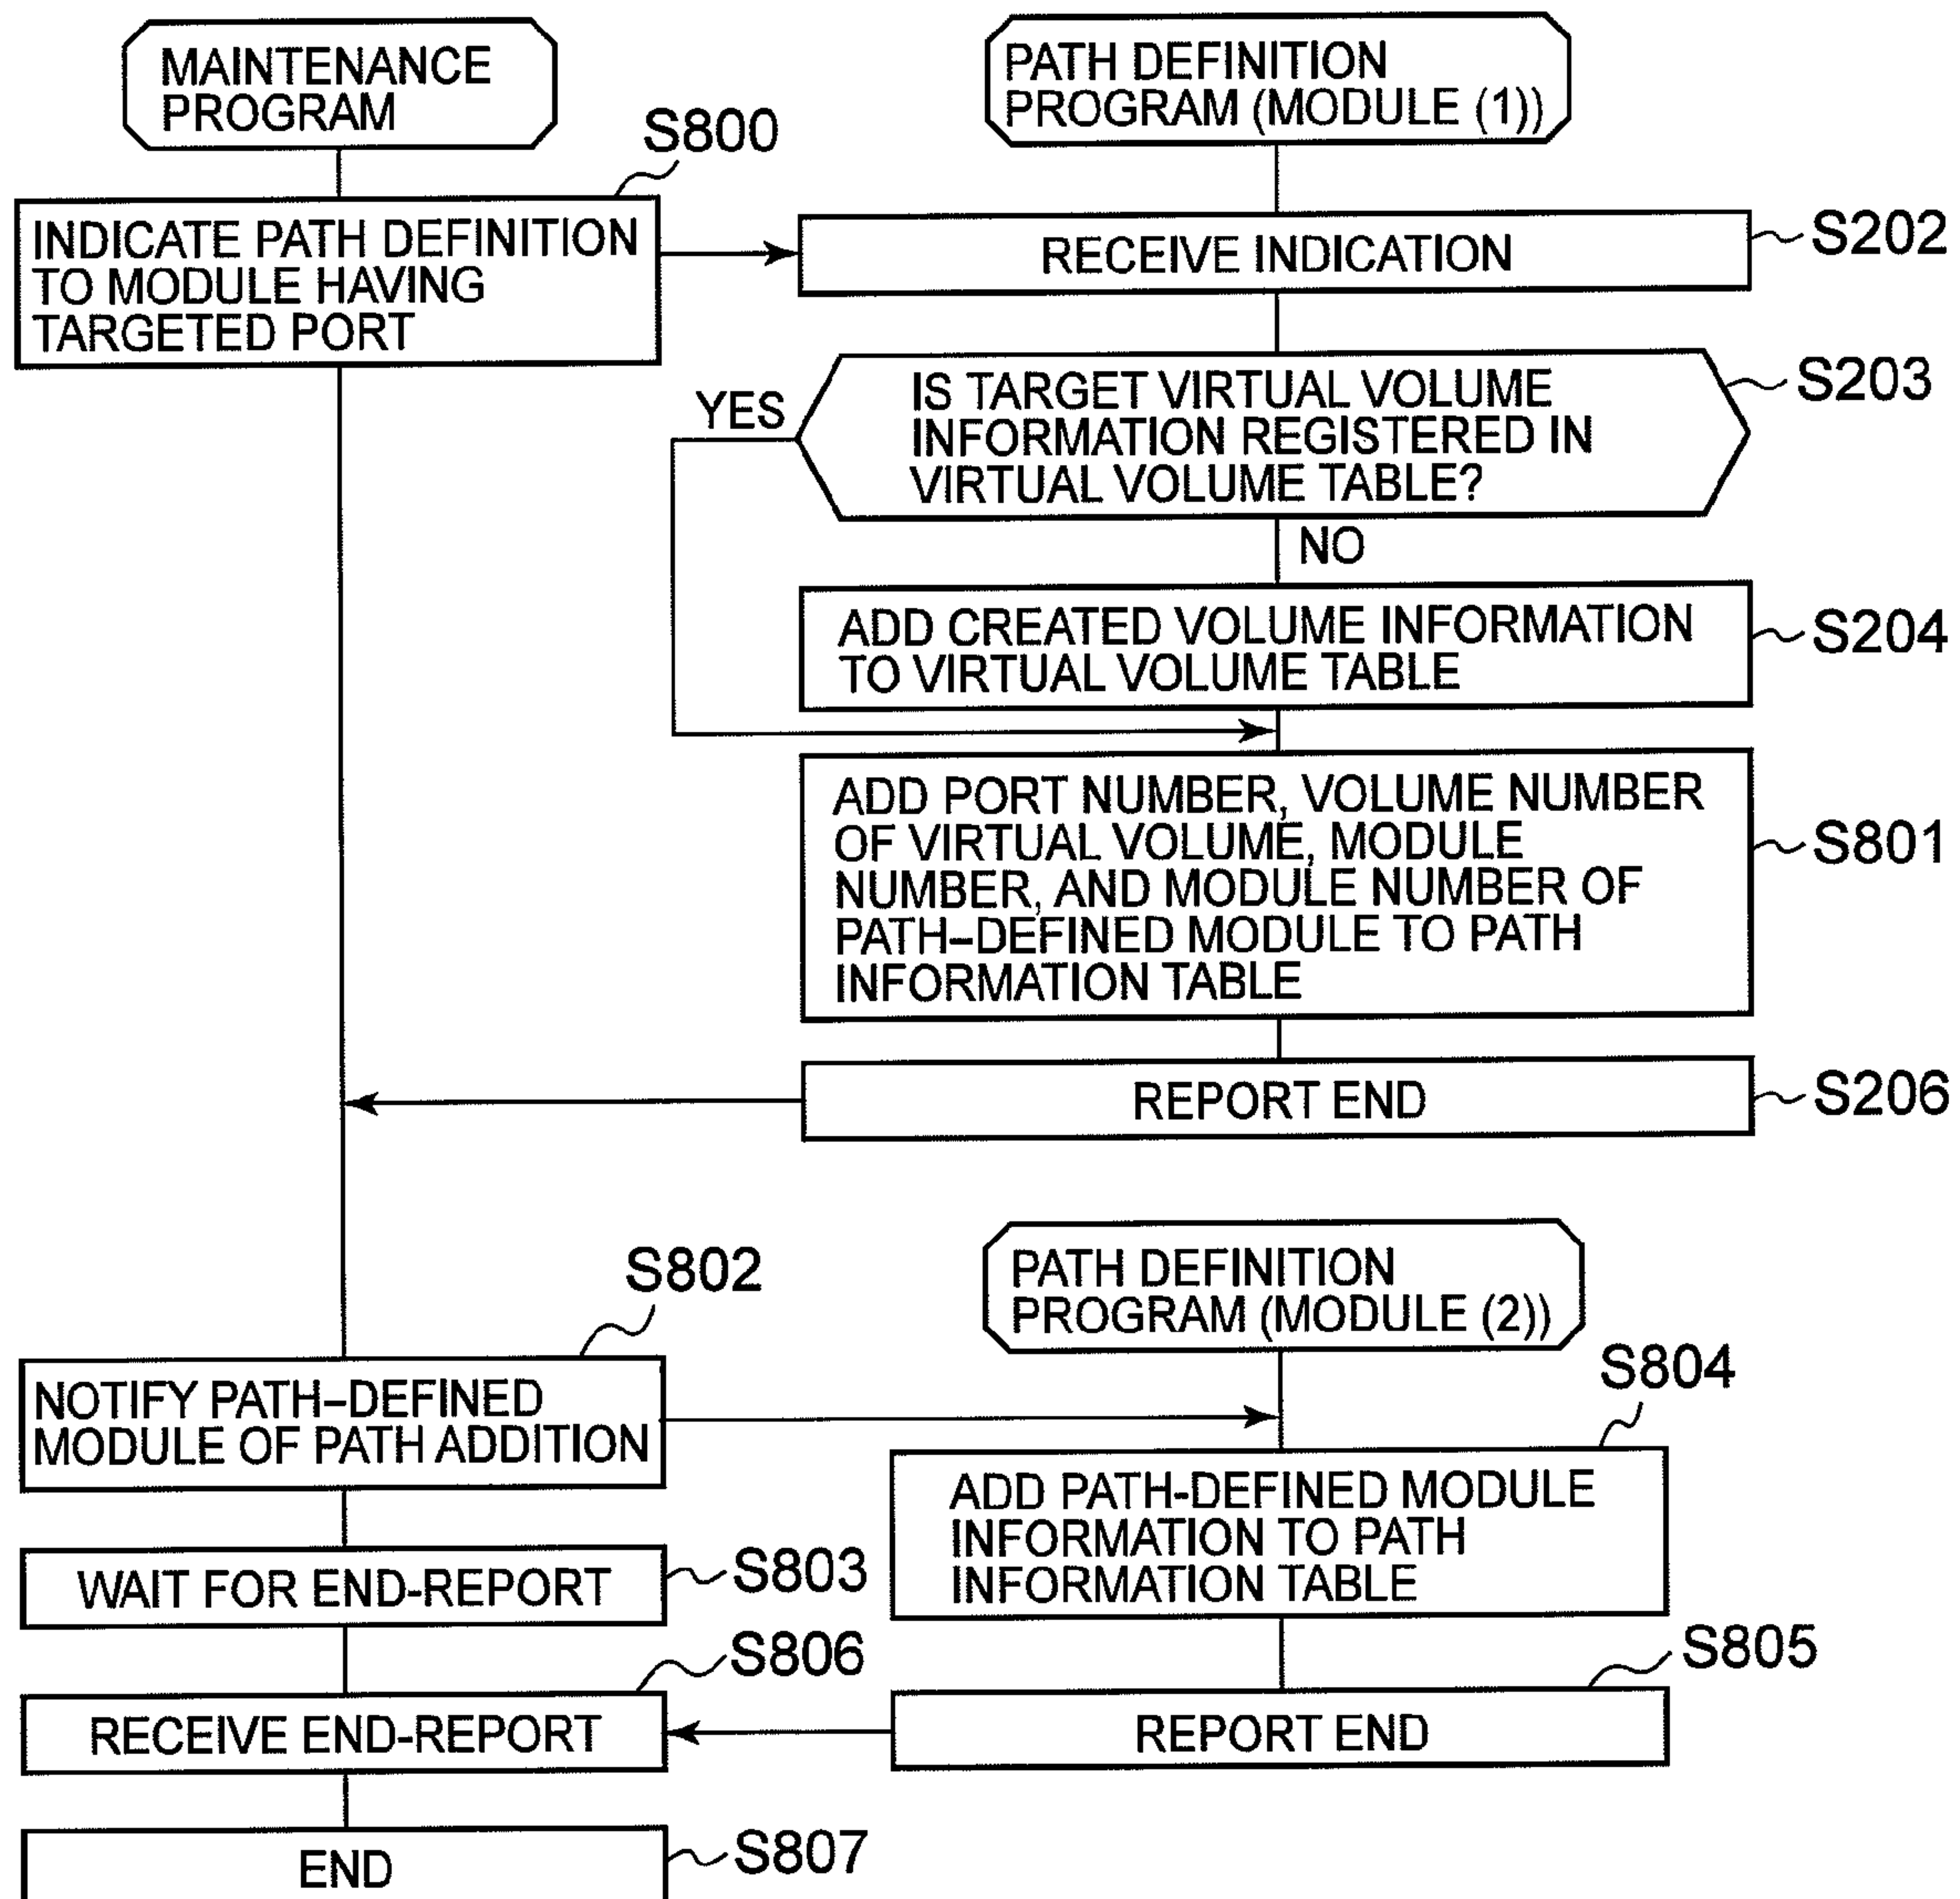 MAINTENANCE
PROGRAM
PATH DEFINITION
PROGRAM (MODULE (1))
S800
INDICATE PATH DEFINITION
TO MODULE HAVING
TARGETED PORT
RECEIVE INDICATION
S202
IS TARGET VIRTUAL VOLUME
INFORMATION REGISTERED IN
VIRTUAL VOLUME TABLE?
S203
YES
NO
ADD CREATED VOLUME INFORMATION
TO VIRTUAL VOLUME TABLE
S204
ADD PORT NUMBER, VOLUME NUMBER
OF VIRTUAL VOLUME, MODULE
NUMBER, AND MODULE NUMBER OF
PATH-DEFINED MODULE TO PATH
INFORMATION TABLE
S801
REPORT END
S206
S802
PATH DEFINITION
PROGRAM (MODULE (2))
NOTIFY PATH-DEFINED
MODULE OF PATH ADDITION
S804
ADD PATH-DEFINED MODULE
INFORMATION TO PATH
INFORMATION TABLE
WAIT FOR END-REPORT
S803
S806
S805
RECEIVE END-REPORT
REPORT END
END
S807